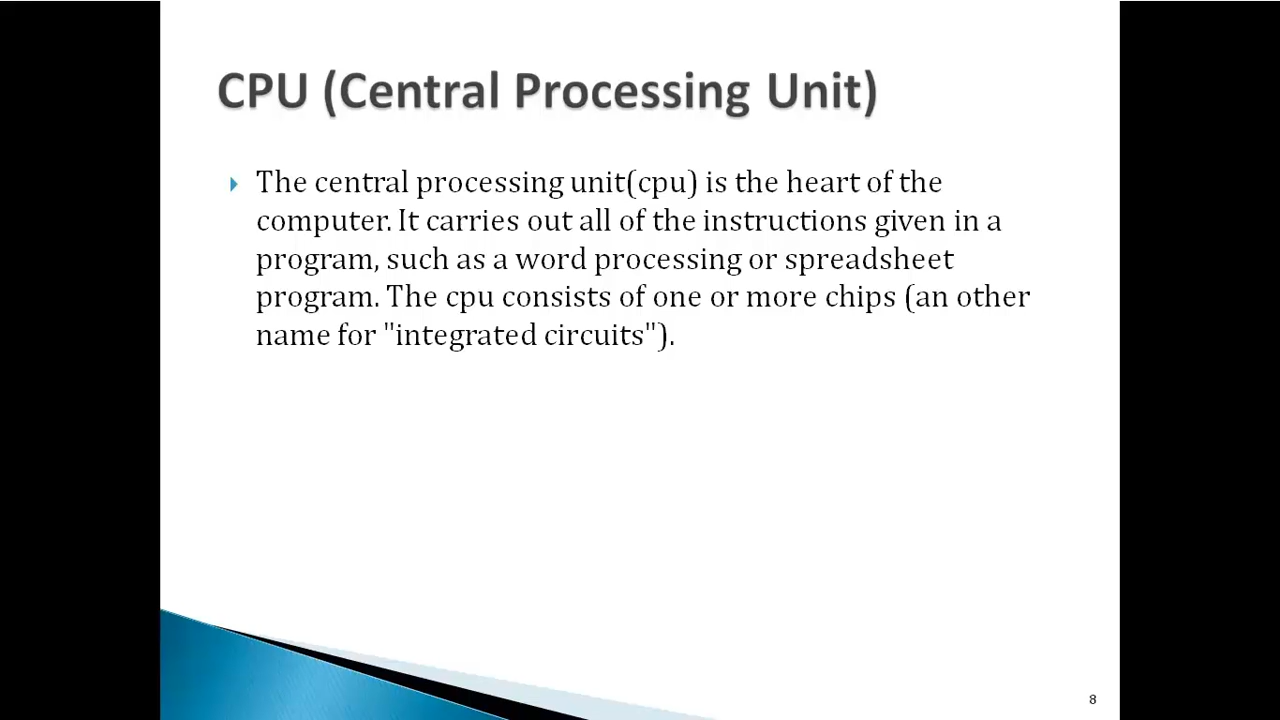 CPU (Central Processing Unit)
The central processing unit(cpu) is the heart of the
computer. It carries out all of the instructions given in a
program, such as a word processing or spreadsheet
program. The cpu consists of one or more chips (an other
name for "integrated circuits").
8